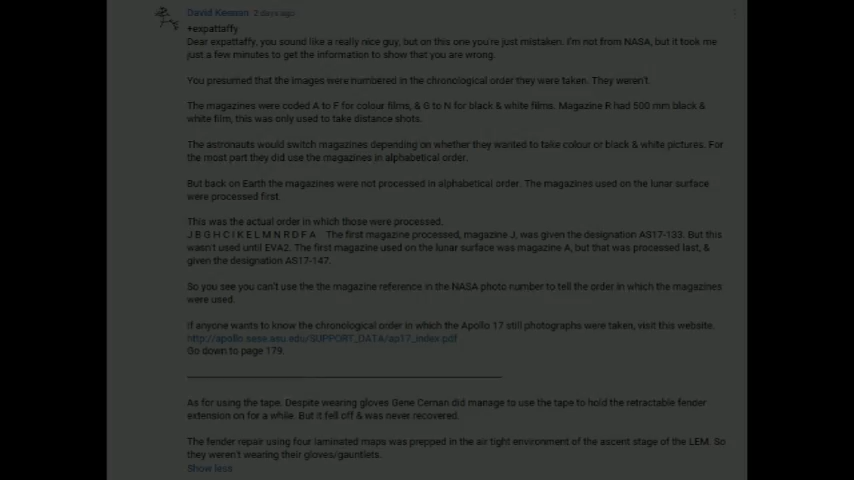 David Keenan 2 days ago
+expattaffy
Dear expattaffy, you sound like a really nice guy, but on this one you're just mistaken. I'm not from NASA, but it took me
just a few minutes to get the information to show that you are wrong.
You presumed that the images were numbered in the chronological order they were taken. They weren't.
The magazines were coded A to F for colour films, & G to N for black & white films. Magazine R had 500 mm black &
white film, this was only used to take distance shots.
The astronauts would switch magazines depending on whether they wanted to take colour or black & white pictures. For
the most part they did use the magazines in alphabetical order.
But back on Earth the magazines were not processed in alphabetical order. The magazines used on the lunar surface
were processed first.
This was the actual order in which those were processed.
J B G H C I K E L M N R D F A The first magazine processed, magazine J, was given the designation AS17-133. But this
wasn't used until EVA2. The first magazine used on the lunar surface was magazine A, but that was processed last, &
given the designation AS17-147.
So you see you can't use the the magazine reference in the NASA photo number to tell the order in which the magazines
were used.
If anyone wants to know the chronological order in which the Apollo 17 still photographs were taken, visit this website.
http://apollo.sese.asu.edu/SUPPORT_DATA/ap17_index.pdf
Go down to page 179.
As for using the tape. Despite wearing gloves Gene Cernan did manage to use the tape to hold the retractable fender
extension on for a while. But it fell off & was never recovered.
The fender repair using four laminated maps was prepped in the air tight environment of the ascent stage of the LEM. So
they weren't wearing their gloves/gauntlets.
Show less